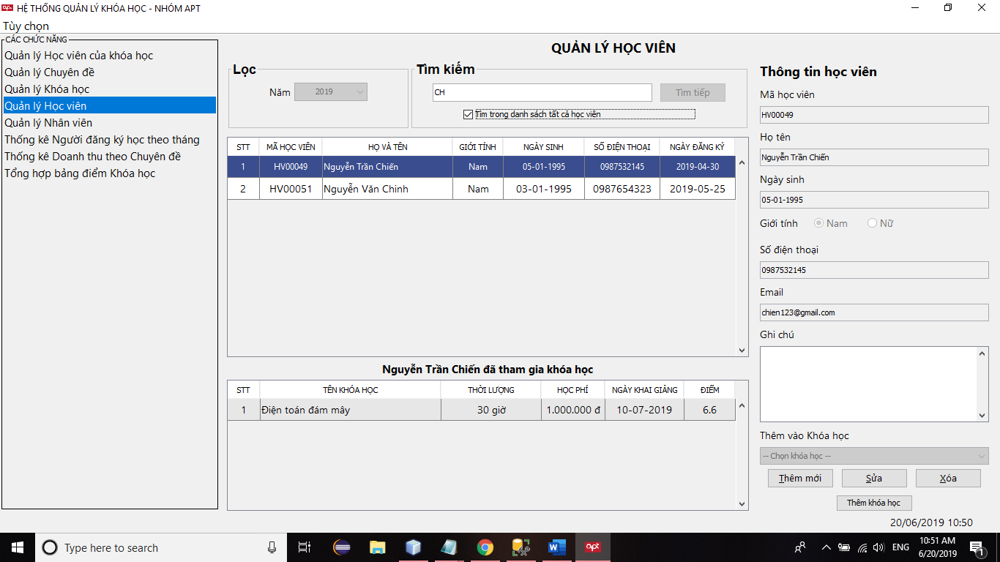 apt HỆ THỐNG QUẢN LÝ KHÓA HỌC - NHÓM APT
Tùy chọn
CÁC CHỨC NĂNG
Quản lý Học viên của khóa học
Quản lý Chuyên đề
Quản lý Khóa học
Quản lý Học viên
Quản lý Nhân viên
Thống kê Người đăng ký học theo tháng
Thống kê Doanh thu theo Chuyên đề
Tổng hợp bảng điểm Khóa học
QUẢN LÝ HỌC VIÊN
Lọc
Năm 2019
Tìm kiếm
CH Tìm tiếp
Tìm trong danh sách tất cả học viên
STT MÃ HỌC VIÊN HỌ VÀ TÊN GIỚI TÍNH NGÀY SINH SỐ ĐIỆN THOẠI NGÀY ĐĂNG KÝ
1 HV00049 Nguyễn Trần Chiến Nam 05-01-1995 0987532145 2019-04-30
2 HV00051 Nguyễn Văn Chinh Nam 03-01-1995 0987654323 2019-05-25
Nguyễn Trần Chiến đã tham gia khóa học
STT TÊN KHÓA HỌC THỜI LƯỢNG HỌC PHÍ NGÀY KHAI GIẢNG ĐIỂM
1 Điện toán đám mây 30 giờ 1.000.000 đ 10-07-2019 6.6
Thông tin học viên
Mã học viên
HV00049
Họ tên
Nguyễn Trần Chiến
Ngày sinh
05-01-1995
Giới tính Nam Nữ
Số điện thoại
0987532145
Email
chien123@gmail.com
Ghi chú
Thêm vào Khóa học
-- Chọn khóa học --
Thêm mới Sửa Xóa
Thêm khóa học
20/06/2019 10:50
Type here to search
W
apt
ENG
10:51 AM
6/20/2019
1